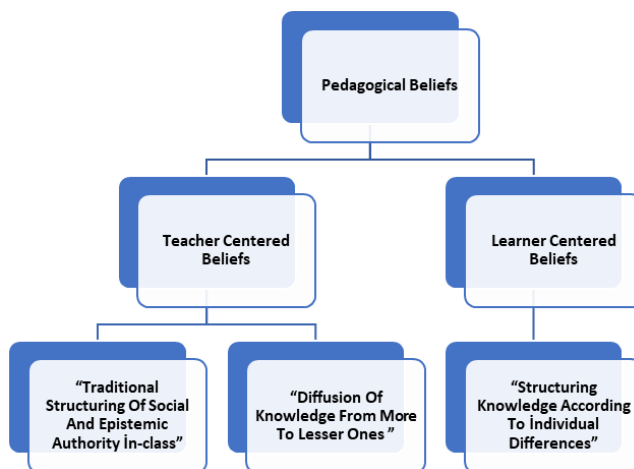 Pedagogical Beliefs
Teacher Centered
Beliefs
Learner Centered
Beliefs
“Traditional
Structuring Of Social
And Epistemic
Authority İn-class”
“Diffusion Of
Knowledge From More
To Lesser Ones ”
“Structuring
Knowledge According
To İndividual
Differences”